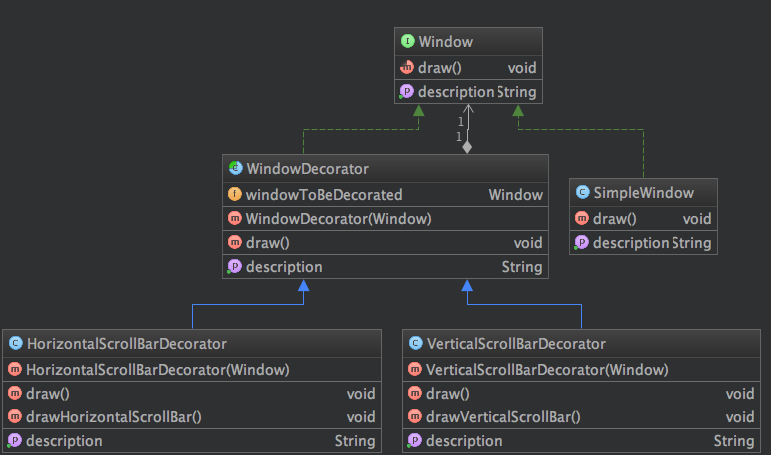 I Window
m draw() void
P description String
1
1
C WindowDecorator
f windowToBeDecorated Window
m WindowDecorator(Window)
m draw() void
P description String
C SimpleWindow
m draw() void
P description String
C HorizontalScrollBarDecorator
m HorizontalScrollBarDecorator(Window)
m draw() void
m drawHorizontalScrollBar() void
P description String
C VerticalScrollBarDecorator
m VerticalScrollBarDecorator(Window)
m draw() void
m drawVerticalScrollBar() void
P description String